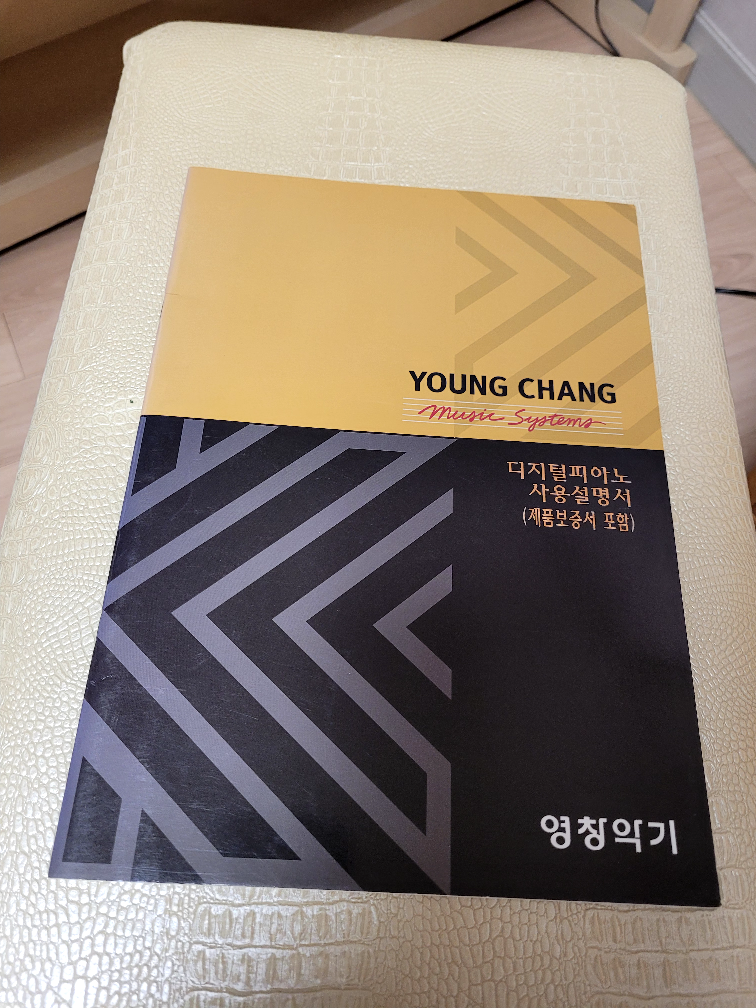 YOUNG CHANG
Music Systems
디지털피아노
사용설명서
(제품보증서 포함)
영창악기